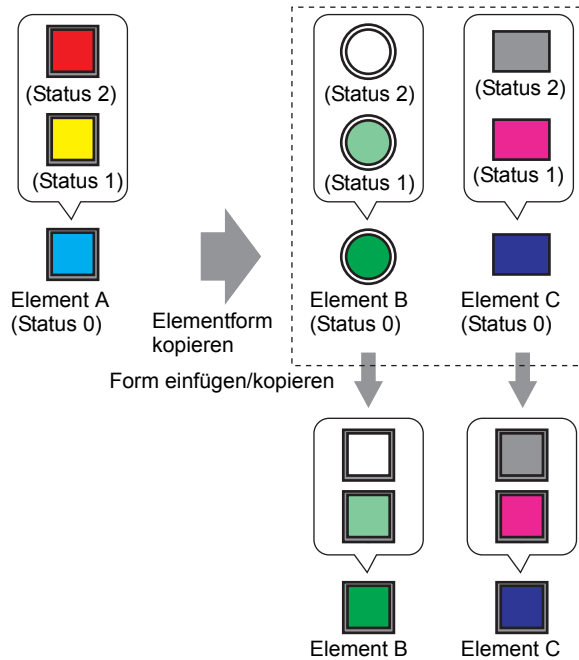 (Status 2)
(Status 1)
Element A
(Status 0)
Elementform
kopieren
(Status 2)
(Status 1)
Element B
(Status 0)
(Status 2)
(Status 1)
Element C
(Status 0)
Form einfügen/kopieren
Element B
Element C